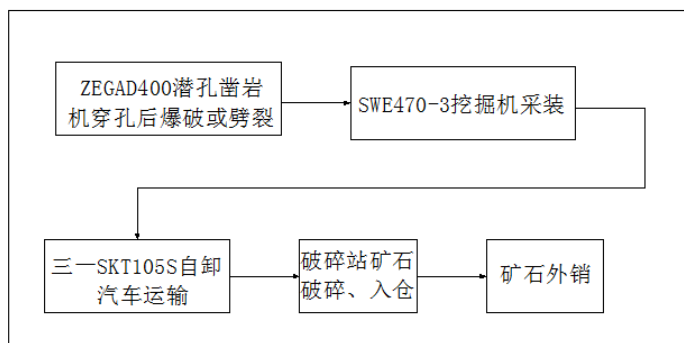 ZEGAD400潜孔凿岩
机穿孔后爆破或劈裂
SWE470-3挖掘机采装
三一SKT105S自卸
汽车运输
破碎站矿石
破碎、入仓
矿石外销